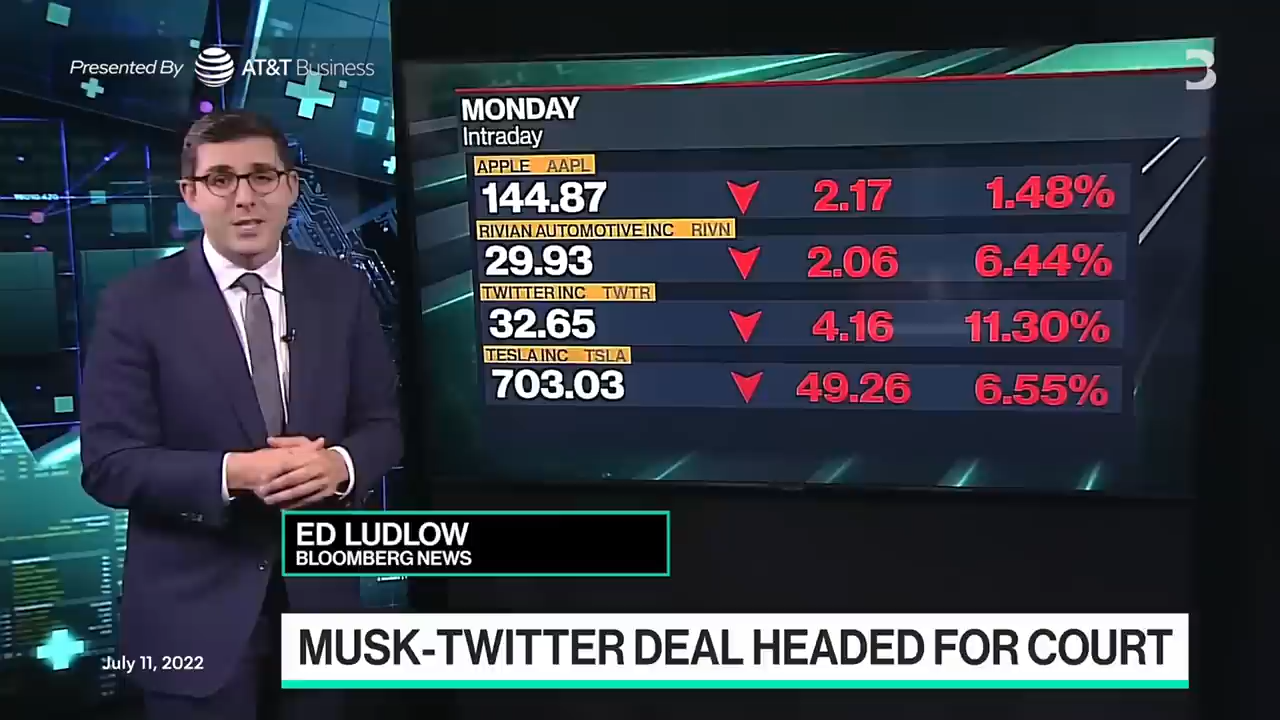 Presented By AT&T Business
3
MONDAY
Intraday
APPLE AAPL
144.87 2.17 1.48%
RIVIAN AUTOMOTIVE INC RIVN
29.93 2.06 6.44%
TWITTER INC TWTR
32.65 4.16 11.30%
TESLA INC TSLA
703.03 49.26 6.55%
ED LUDLOW
BLOOMBERG NEWS
MUSK-TWITTER DEAL HEADED FOR COURT
July 11, 2022